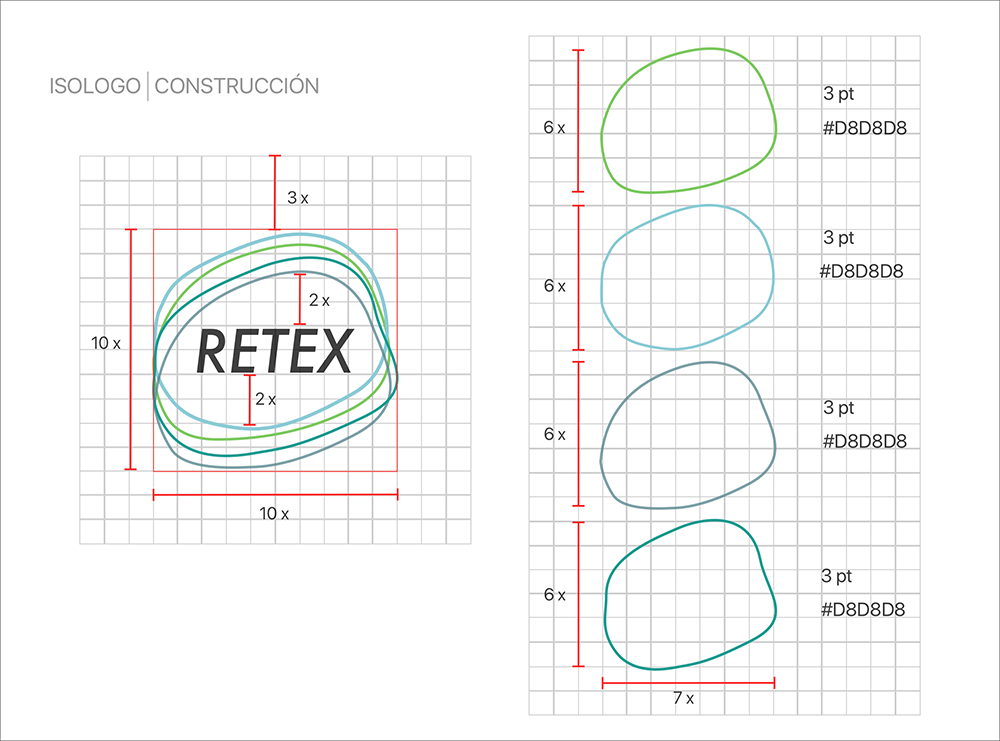 ISOLOGO | CONSTRUCCIÓN
3 x
10 x
2 x
RETEX
2 x
10 x
6 x
3 pt
#D8D8D8
6 x
3 pt
#D8D8D8
6 x
3 pt
#D8D8D8
6 x
3 pt
#D8D8D8
7 x